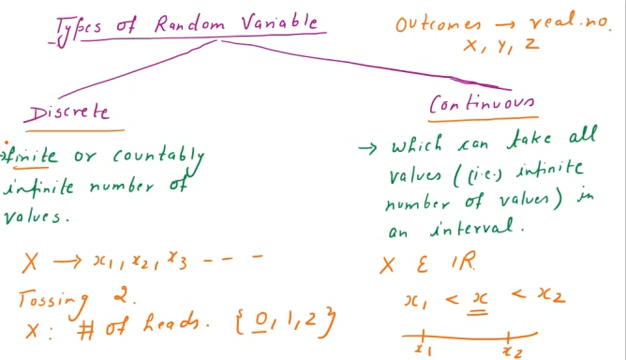 Types of Random Variable
Outcomes → real.no.
X, Y, Z
Discrete
→finite or countably
infinite number of
values.
X → x₁, x₂, x₃ - - -
Tossing 2.
X: # of heads. {0, 1, 2}
Continuous
→ which can take all
values ((i.e.) infinite
number of values) in
an interval.
X ∈ ℝ
x₁ < x < x₂
x₁ x₂